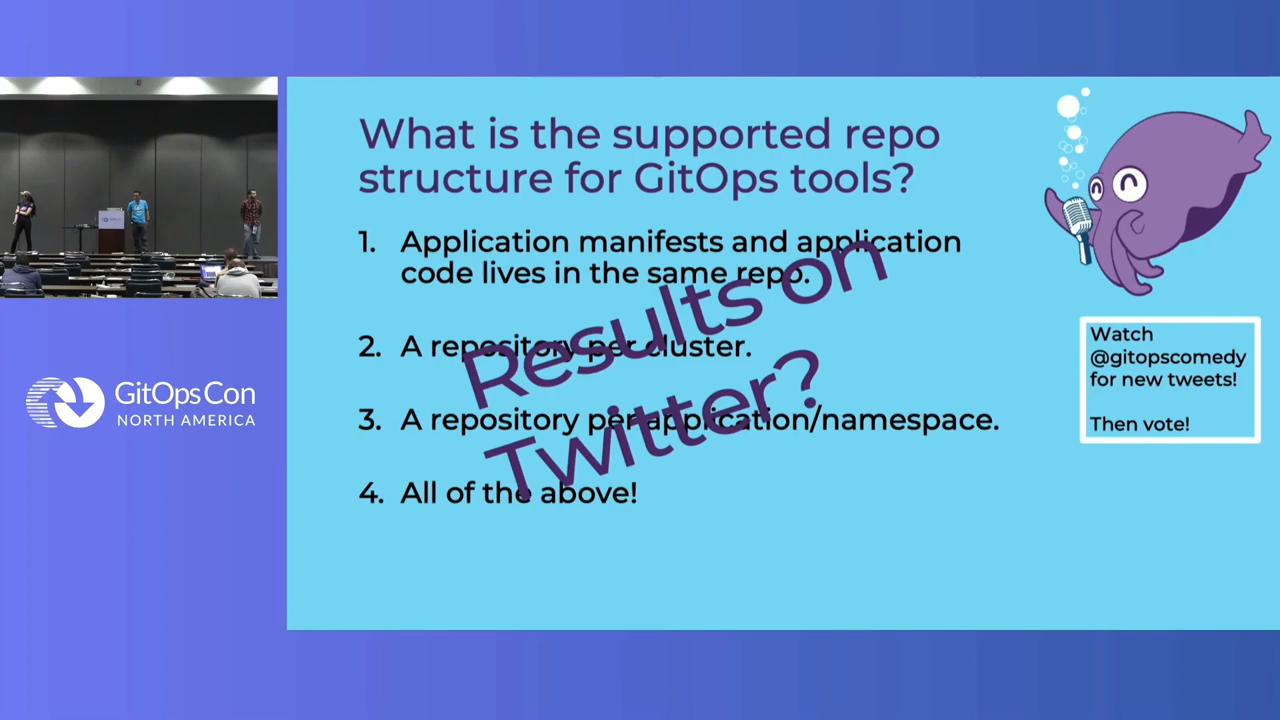 What is the supported repo
structure for GitOps tools?
1. Application manifests and application
code lives in the same repo.
2. A repository per cluster.
3. A repository per application/namespace.
4. All of the above!
Results on
Twitter?
Watch
@gitopscomedy
for new tweets!
Then vote!
GitOpsCon
NORTH AMERICA